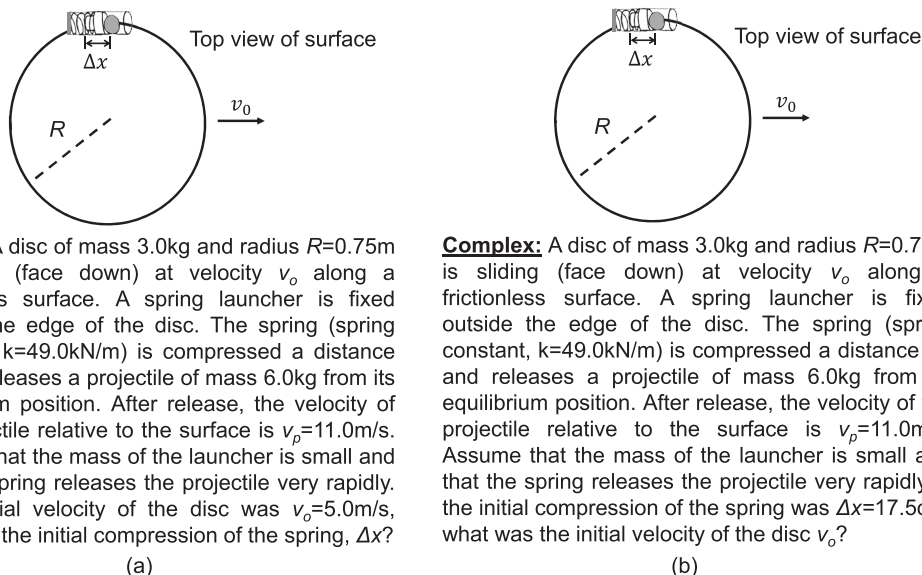 Top view of surface
Δx
R
v0
A disc of mass 3.0kg and radius R=0.75m
(face down) at velocity vo along a
s surface. A spring launcher is fixed
he edge of the disc. The spring (spring
k=49.0kN/m) is compressed a distance
eleases a projectile of mass 6.0kg from its
m position. After release, the velocity of
ctile relative to the surface is vp=11.0m/s.
hat the mass of the launcher is small and
spring releases the projectile very rapidly.
ial velocity of the disc was vo=5.0m/s,
the initial compression of the spring, Δx?
(a)
Top view of surface
Δx
R
v0
Complex: A disc of mass 3.0kg and radius R=0.7
is sliding (face down) at velocity vo along
frictionless surface. A spring launcher is fix
outside the edge of the disc. The spring (spr
constant, k=49.0kN/m) is compressed a distance
and releases a projectile of mass 6.0kg from
equilibrium position. After release, the velocity of
projectile relative to the surface is vp=11.0m
Assume that the mass of the launcher is small a
that the spring releases the projectile very rapidly
the initial compression of the spring was Δx=17.5c
what was the initial velocity of the disc vo?
(b)